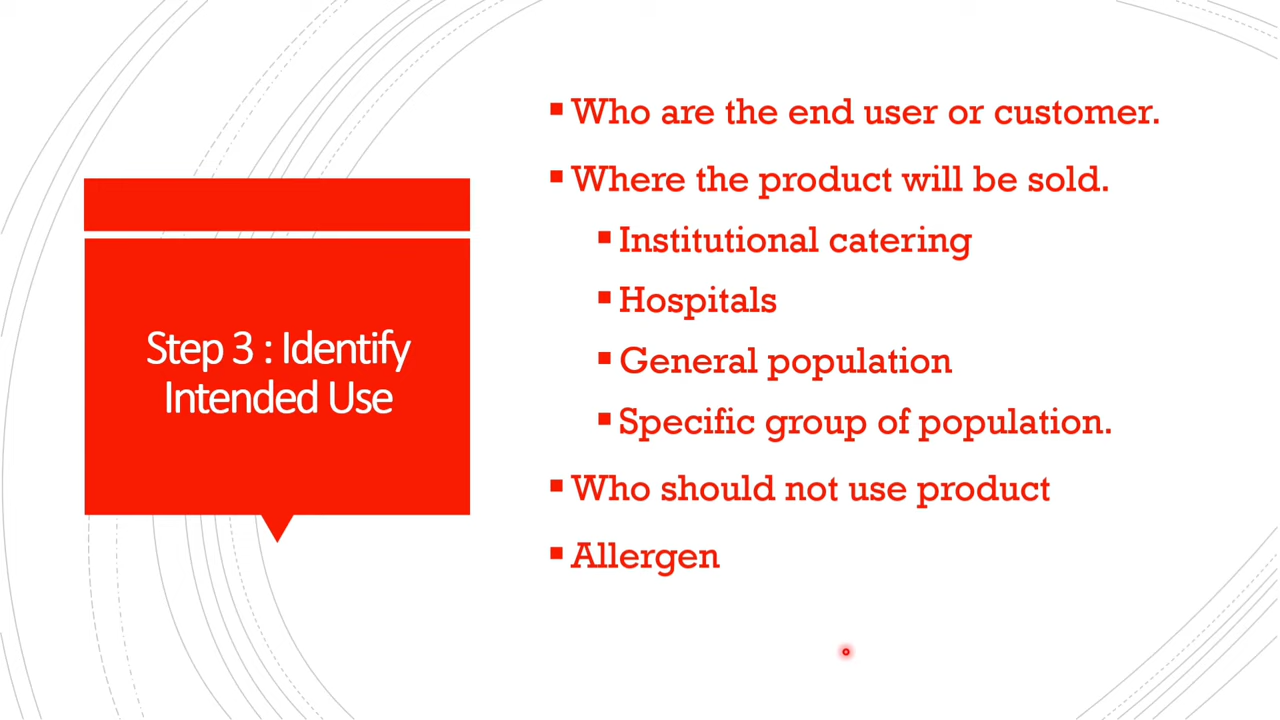 Step 3 : Identify
Intended Use
Who are the end user or customer.
Where the product will be sold.
Institutional catering
Hospitals
General population
Specific group of population.
Who should not use product
Allergen